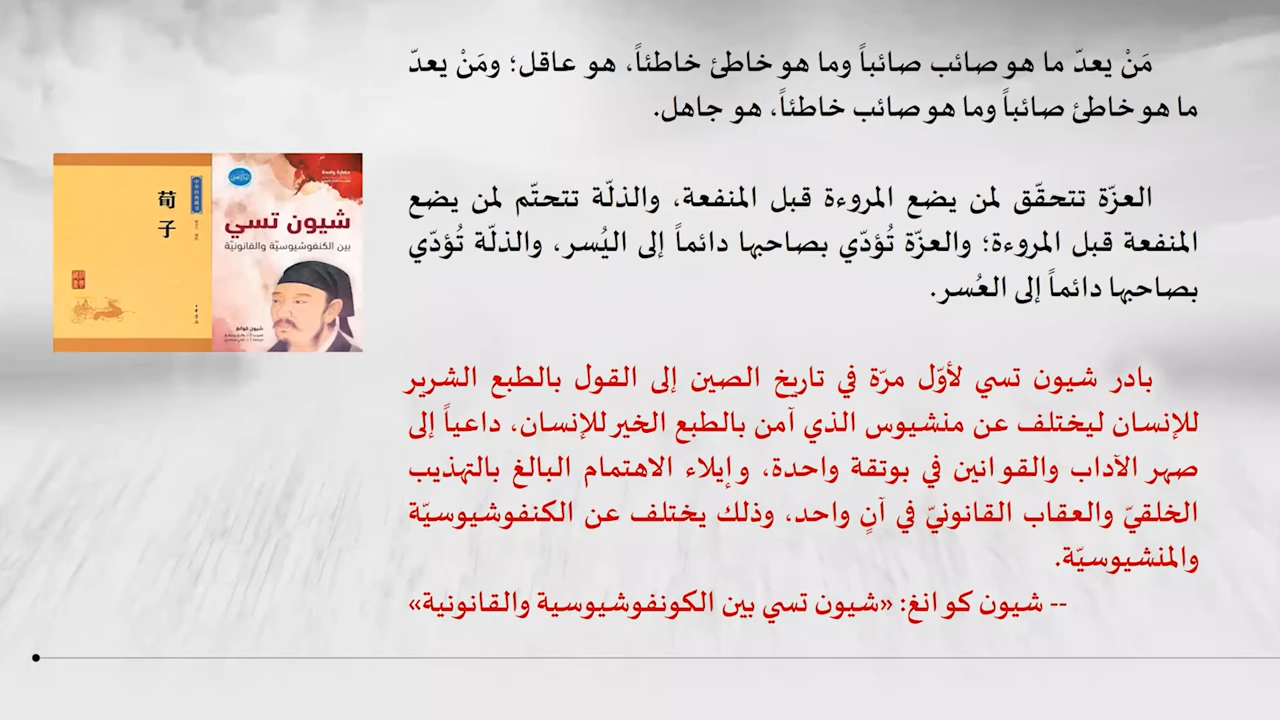 مَنْ يعدّ ما هو صائب صائباً وما هو خاطئ خاطئاً، هو عاقل؛ ومَنْ يعدّ
ما هو خاطئ صائباً وما هو صائب خاطئاً، هو جاهل.
العزّة تتحقّق لمن يضع المروءة قبل المنفعة، والذلّة تتحتّم لمن يضع
المنفعة قبل المروءة؛ والعزّة تُؤدّي بصاحبها دائماً إلى اليُسر، والذلّة تُؤدّي
بصاحبها دائماً إلى العُسر.
بادر شيون تسي لأوّل مرّة في تاريخ الصين إلى القول بالطبع الشرير
للإنسان ليختلف عن منشيوس الذي آمن بالطبع الخير للإنسان، داعياً إلى
صهر الآداب والقوانين في بوتقة واحدة، وإيلاء الاهتمام البالغ بالتهذيب
الخلقيّ والعقاب القانونيّ في آنٍ واحد، وذلك يختلف عن الكنفوشيوسيّة
والمنشيوسيّة.
-- شيون كوانغ: «شيون تسي بين الكونفوشيوسية والقانونية»
荀子
شيون تسي
بين الكنفوشيوسيّة والقانونيّة
شيون كوانغ